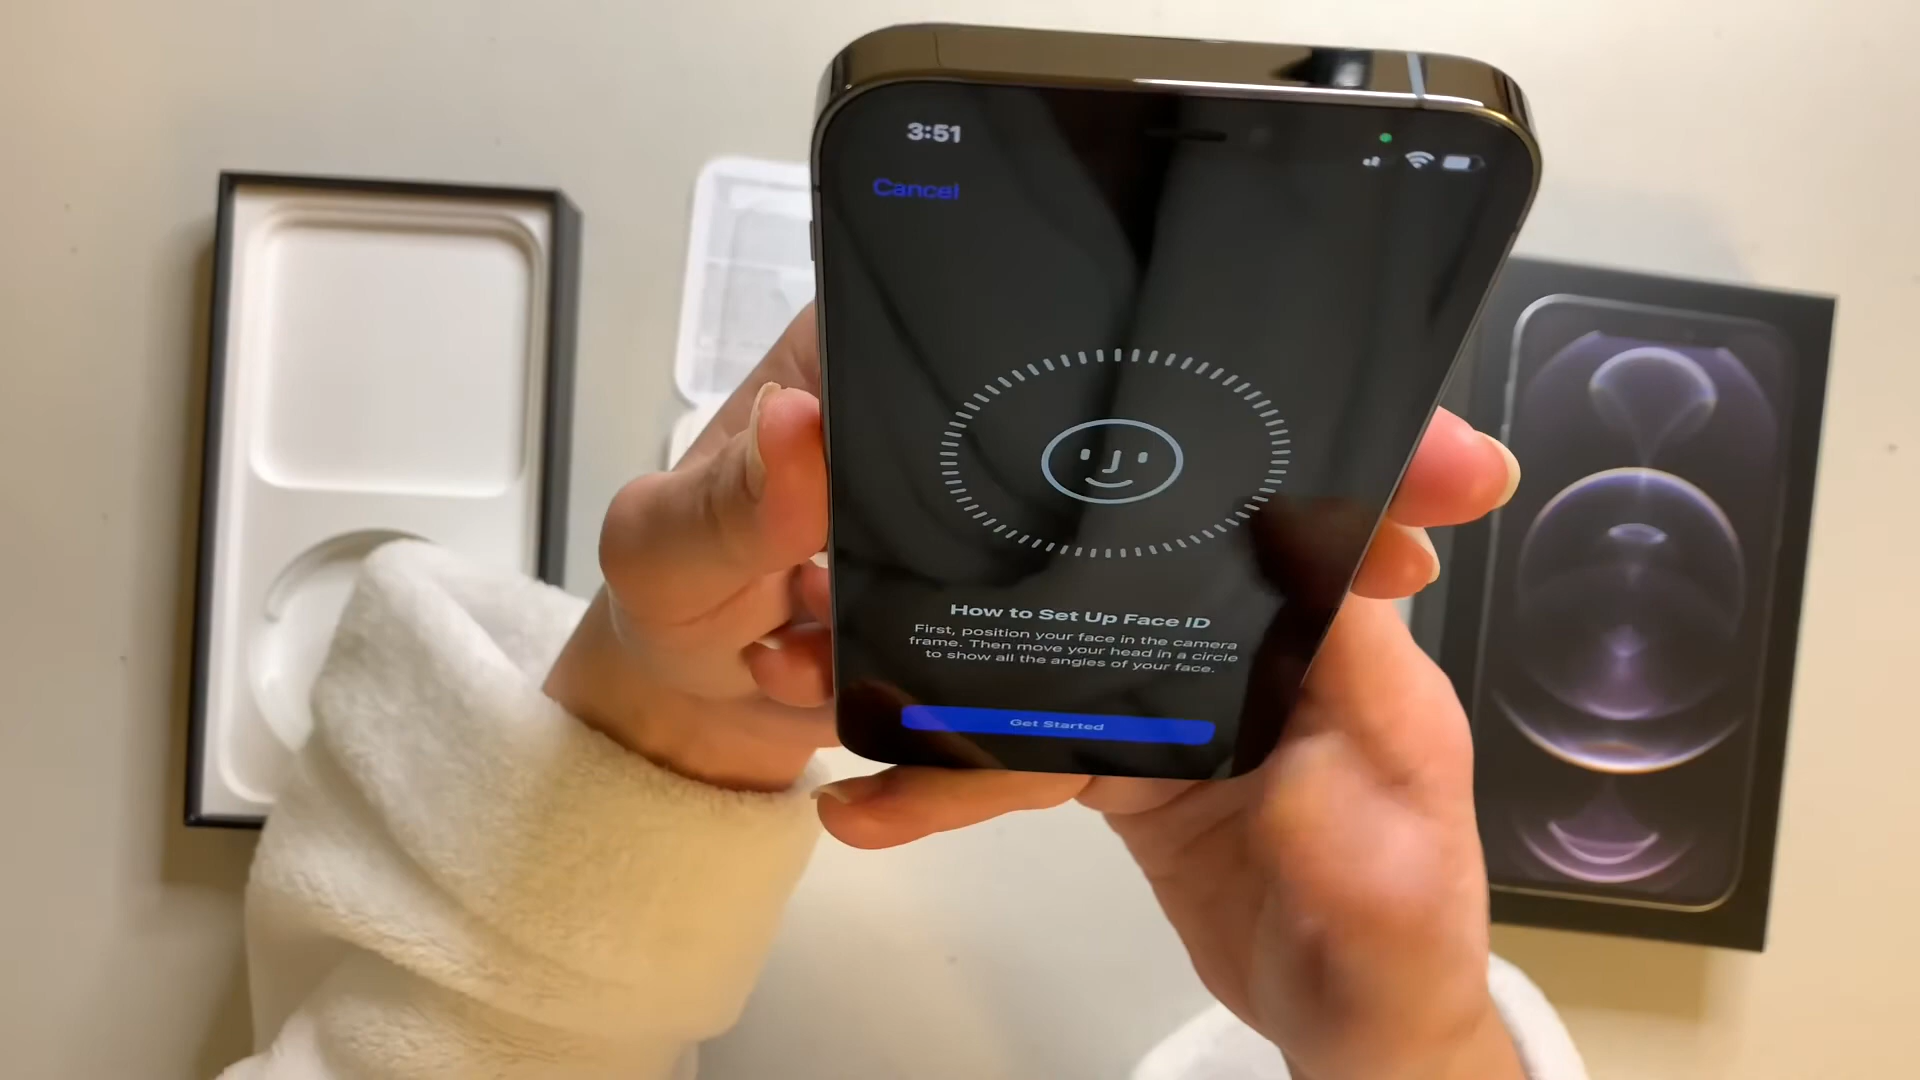 3:51
Cancel
How to Set Up Face ID
First, position your face in the camera
frame. Then move your head in a circle
to show all the angles of your face.
Get Started